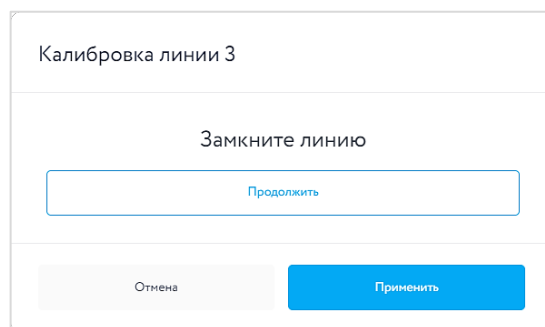 Калибровка линии 3
Замкните линию
Продолжить
Отмена
Применить